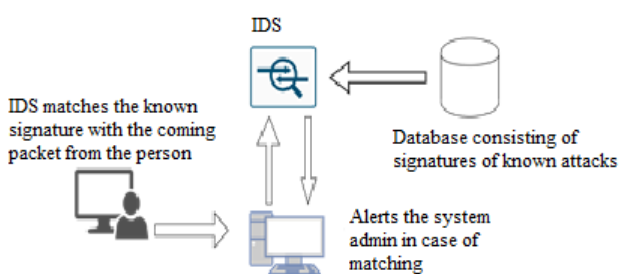 IDS
IDS matches the known
signature with the coming
packet from the person
Database consisting of
signatures of known attacks
Alerts the system
admin in case of
matching